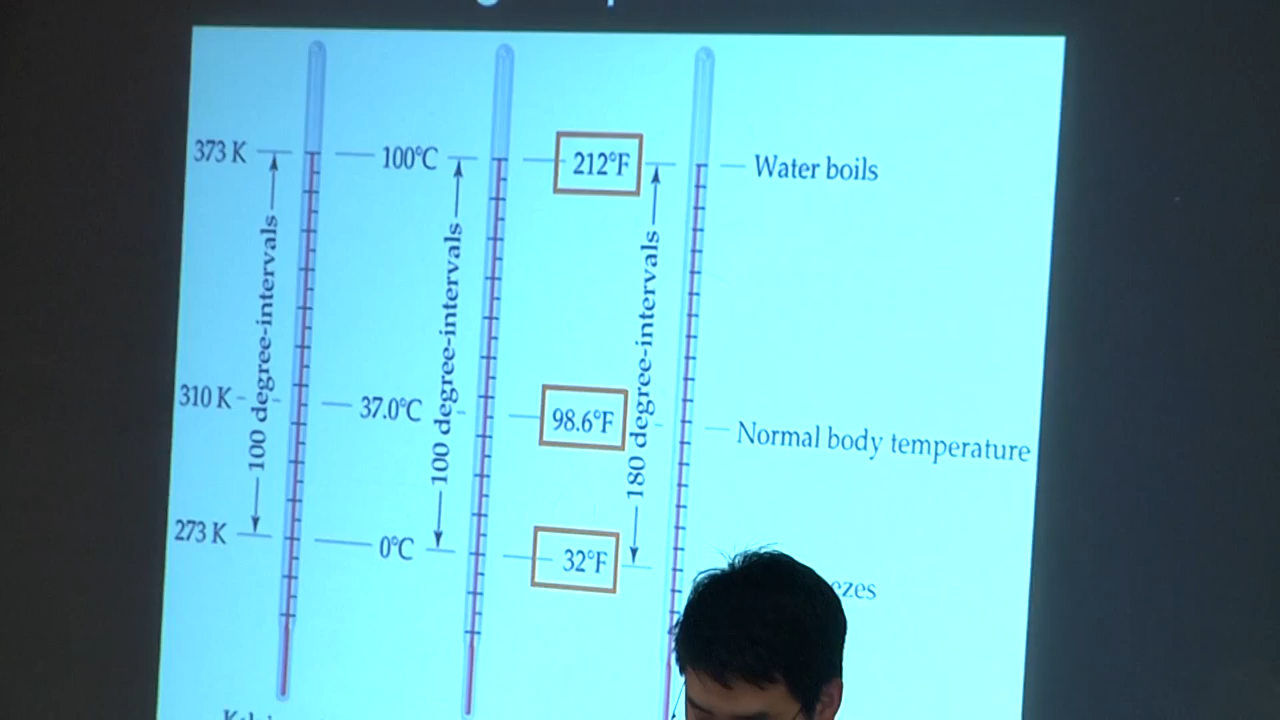 373 K
100°C
212°F
Water boils
100 degree-intervals
100 degree-intervals
180 degree-intervals
310 K
37.0°C
98.6°F
Normal body temperature
273 K
0°C
32°F